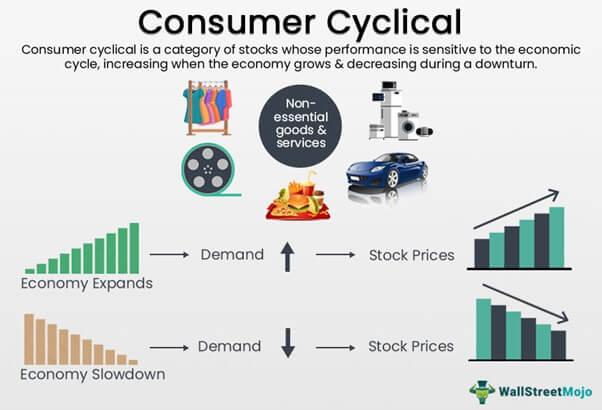 Consumer Cyclical
Consumer cyclical is a category of stocks whose performance is sensitive to the economic
cycle, increasing when the economy grows & decreasing during a downturn.
Non-
essential
goods &
services
Demand
Stock Prices
Economy Expands
Demand
Stock Prices
Economy Slowdown
WallStreetMojo